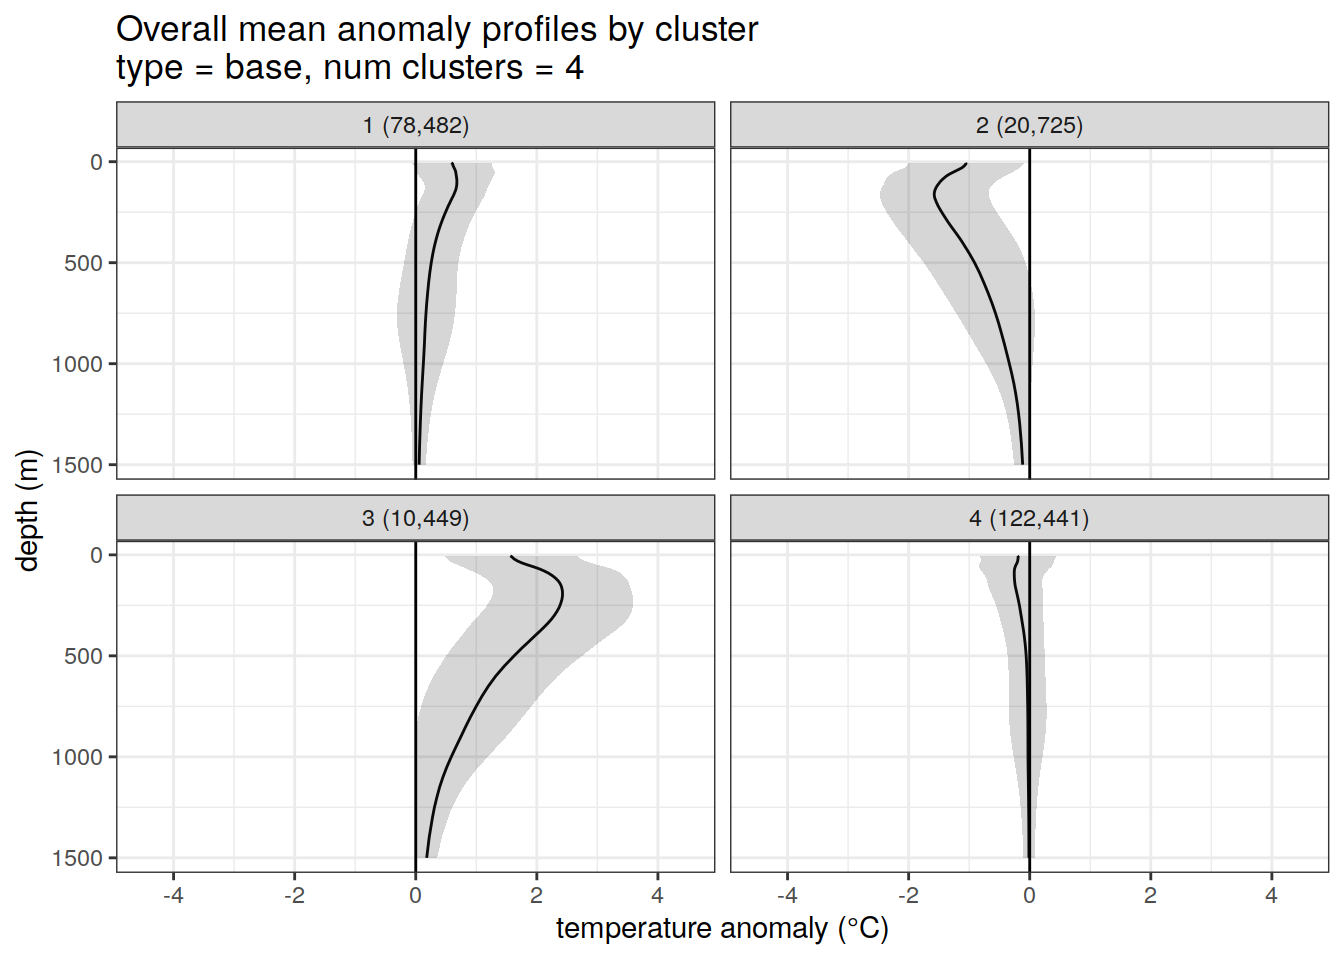 Overall mean anomaly profiles by cluster
type = base, num clusters = 4
1 (78,482)
2 (20,725)
0
500
1000
1500
3 (10,449)
4 (122,441)
0
500
1000
1500
-4 -2 0 2 4
-4 -2 0 2 4
temperature anomaly (°C)
depth (m)